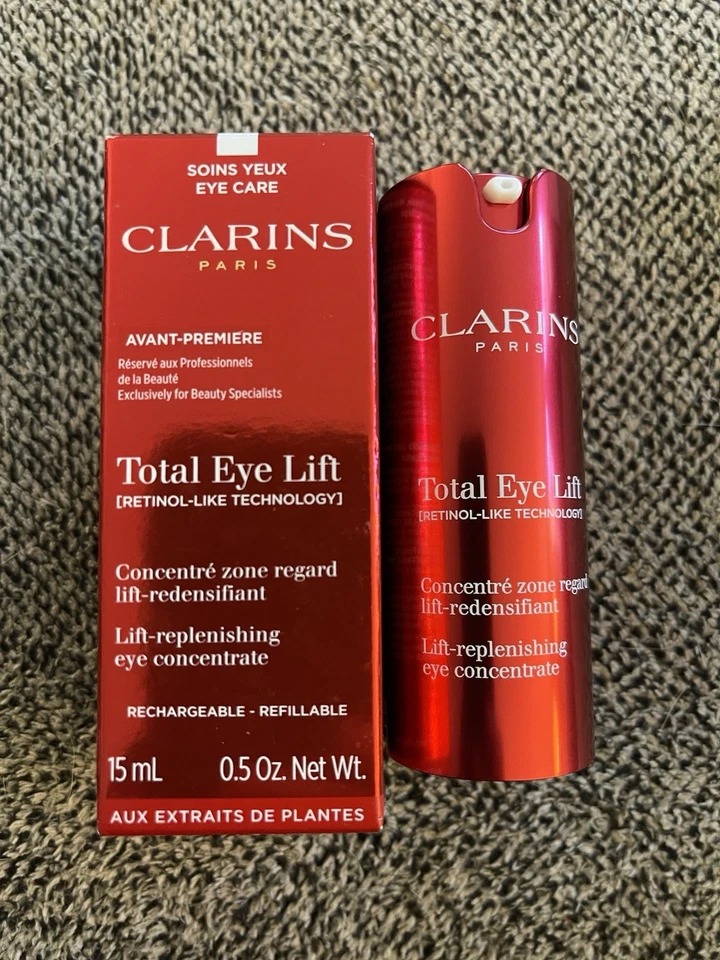 SOINS YEUX
EYE CARE
CLARINS
PARIS
AVANT-PREMIÈRE
Réservé aux Professionnels
de la Beauté
Exclusively for Beauty Specialists
Total Eye Lift
[RETINOL-LIKE TECHNOLOGY]
Concentré zone regard
lift-redensifiant
Lift-replenishing
eye concentrate
RECHARGEABLE - REFILLABLE
15 mL 0.5 Oz. Net Wt.
AUX EXTRAITS DE PLANTES
CLARINS
PARIS
Total Eye Lift
[RETINOL-LIKE TECHNOLOGY]
Concentré zone regard
lift-redensifiant
Lift-replenishing
eye concentrate